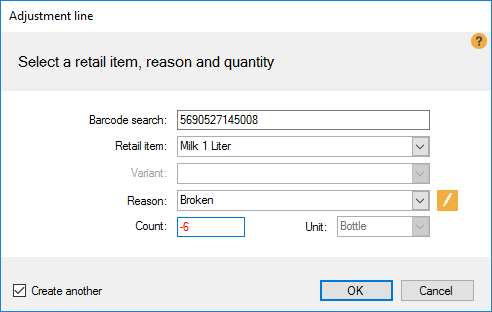 Adjustment line
?
Select a retail item, reason and quantity
Barcode search: 5690527145008
Retail item: Milk 1 Liter
Variant:
Reason: Broken
Count: -6 Unit: Bottle
Create another OK Cancel